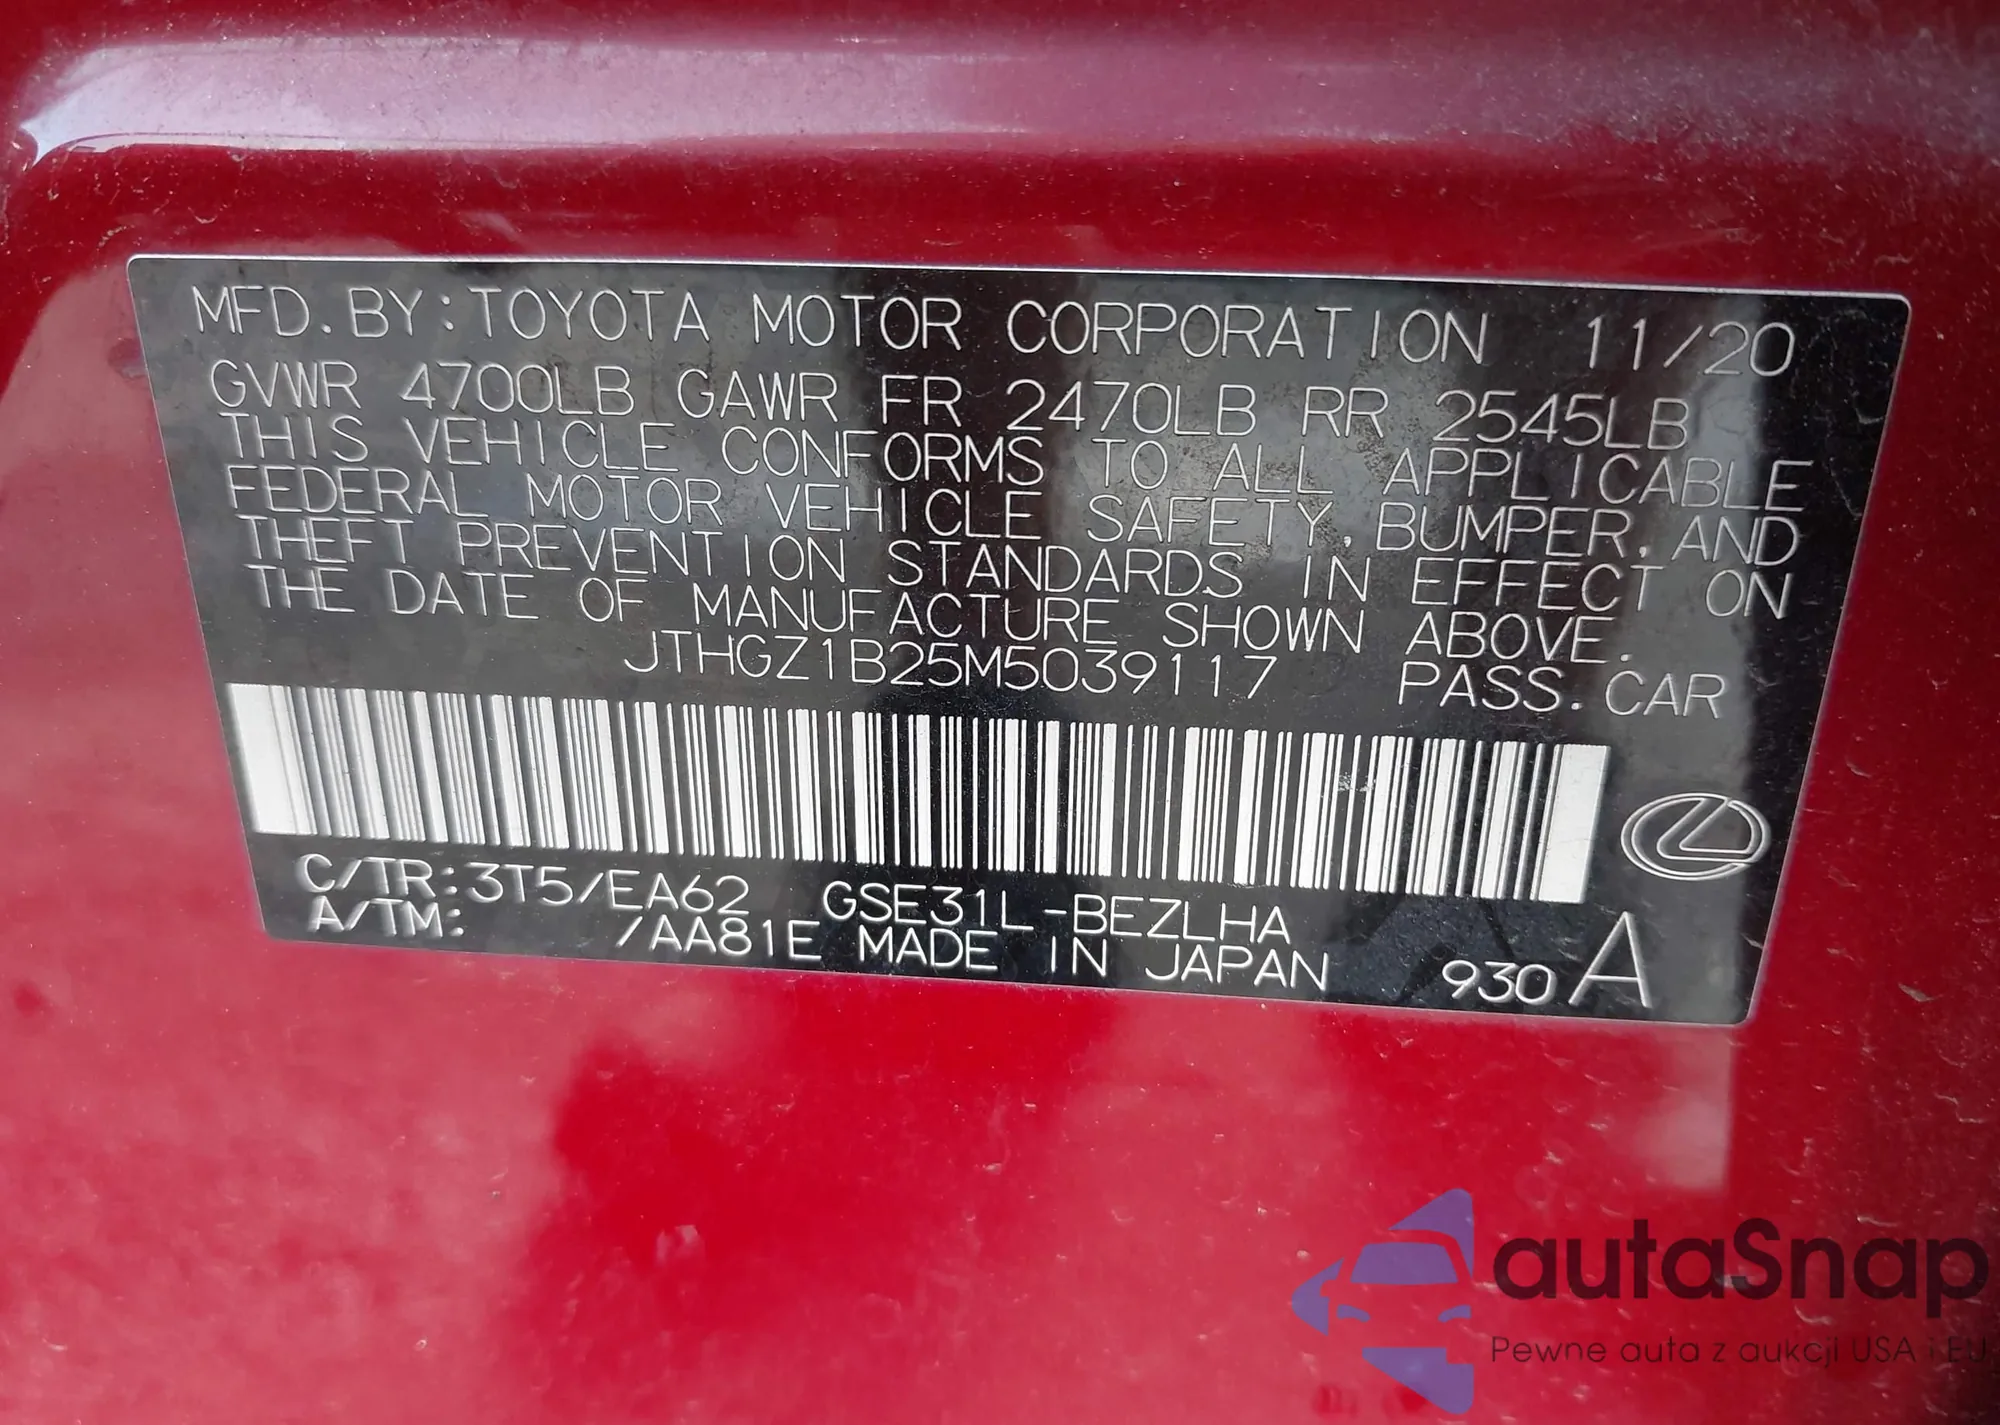 MFD. BY: TOYOTA MOTOR CORPORATION 11/20
GVWR 4700LB GAWR FR 2470LB RR 2545LB
THIS VEHICLE CONFORMS TO ALL APPLICABLE
FEDERAL MOTOR VEHICLE SAFETY, BUMPER, AND
THEFT PREVENTION STANDARDS IN EFFECT ON
THE DATE OF MANUFACTURE SHOWN ABOVE.
JTHGZ1B25M5039117 PASS. CAR
C/TR: 3T5/EA62 GSE31L-BEZLHA
A/TM: /AA81E MADE IN JAPAN 930 A
autaSnap
Pewne auta z aukcji USA i EU